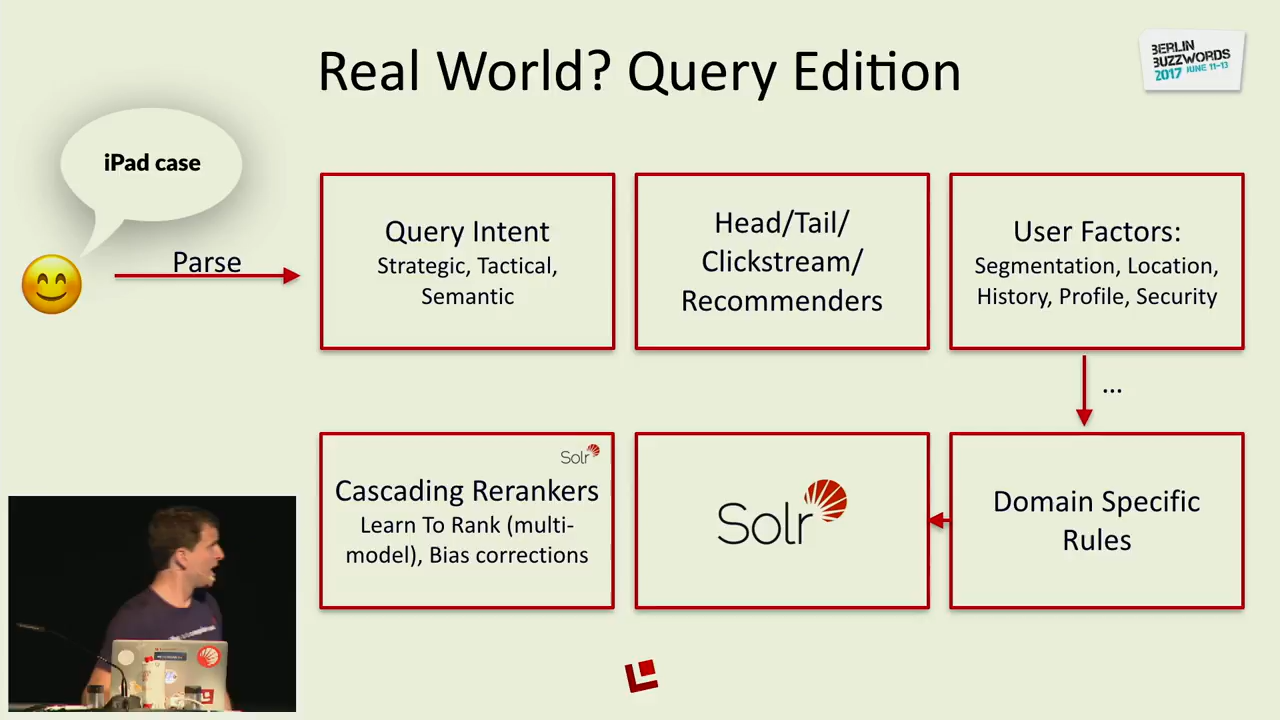 Real World? Query Edition
BERLIN
BUZZWORDS
2017 JUNE 11-13
iPad case
Parse
Query Intent
Strategic, Tactical,
Semantic
Head/Tail/
Clickstream/
Recommenders
User Factors:
Segmentation, Location,
History, Profile, Security
...
Solr
Cascading Rerankers
Learn To Rank (multi-
model), Bias corrections
Solr
Domain Specific
Rules